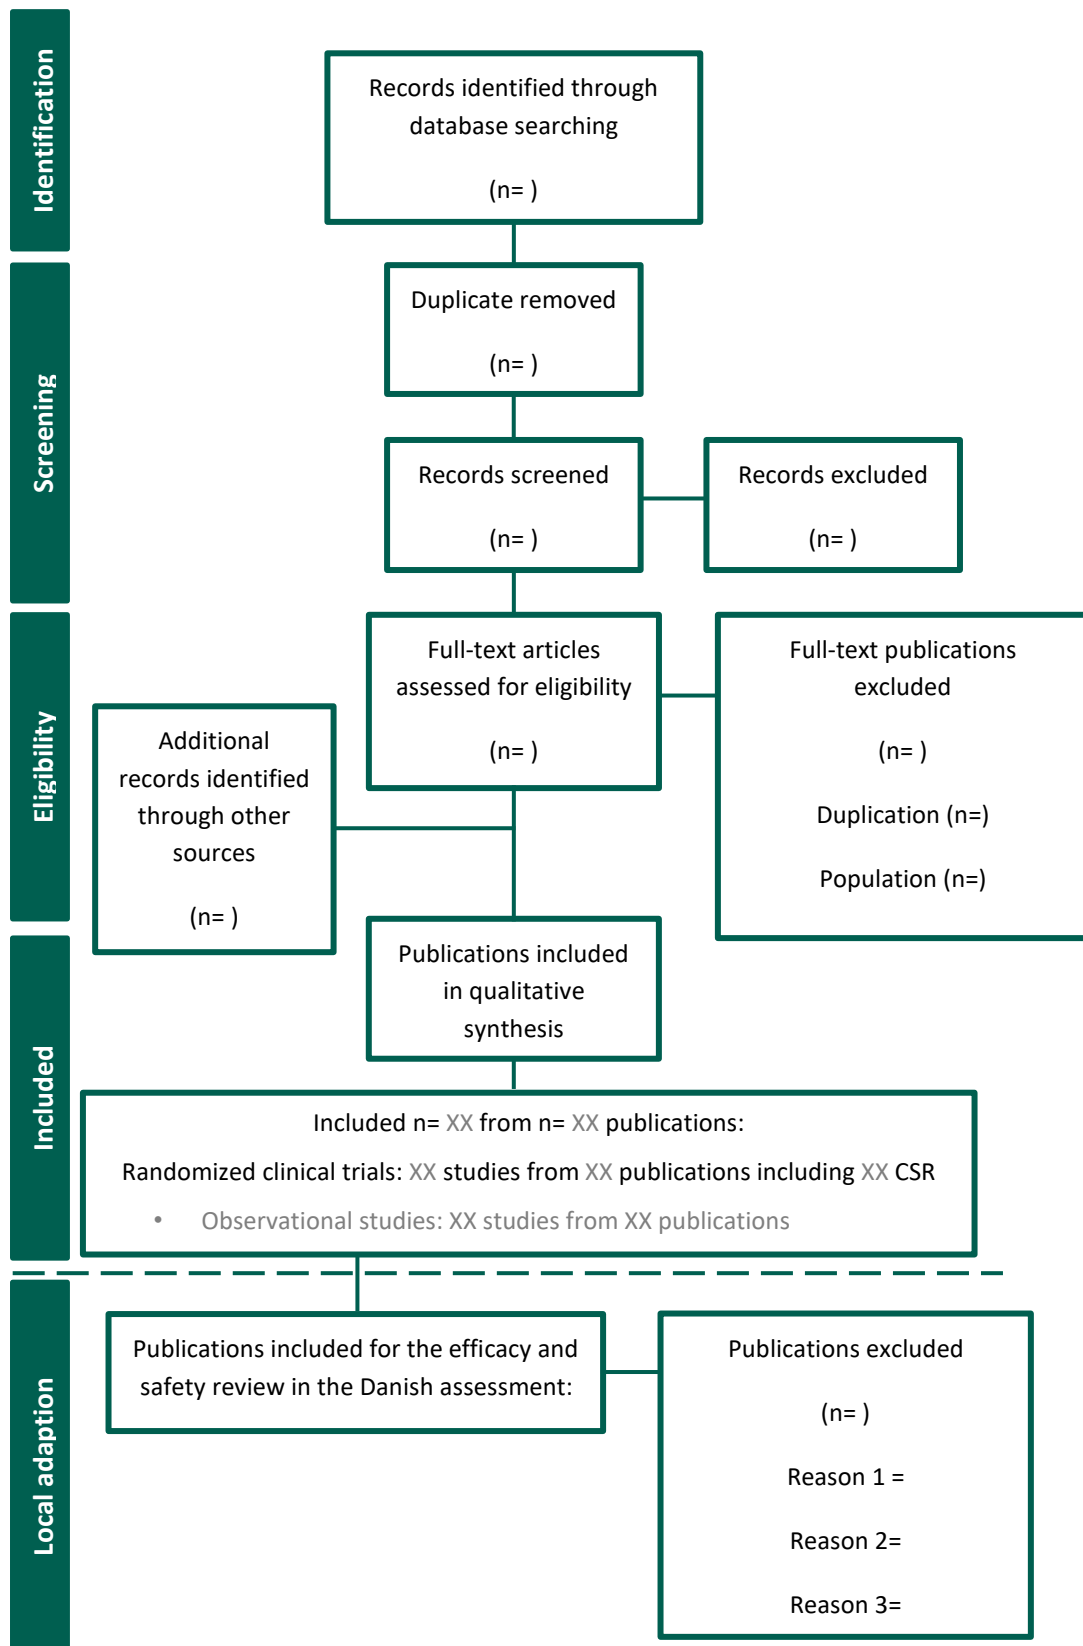 Identification
Records identified through
database searching
(n= )
Screening
Duplicate removed
(n= )
Records screened
(n= )
Records excluded
(n= )
Eligibility
Full-text articles
assessed for eligibility
(n= )
Full-text publications
excluded
(n= )
Duplication (n=)
Population (n=)
Additional
records identified
through other
sources
(n= )
Included
Publications included
in qualitative
synthesis
Included n= XX from n= XX publications:
Randomized clinical trials: XX studies from XX publications including XX CSR
• Observational studies: XX studies from XX publications
Local adaption
Publications included for the efficacy and
safety review in the Danish assessment:
Publications excluded
(n= )
Reason 1 =
Reason 2=
Reason 3=